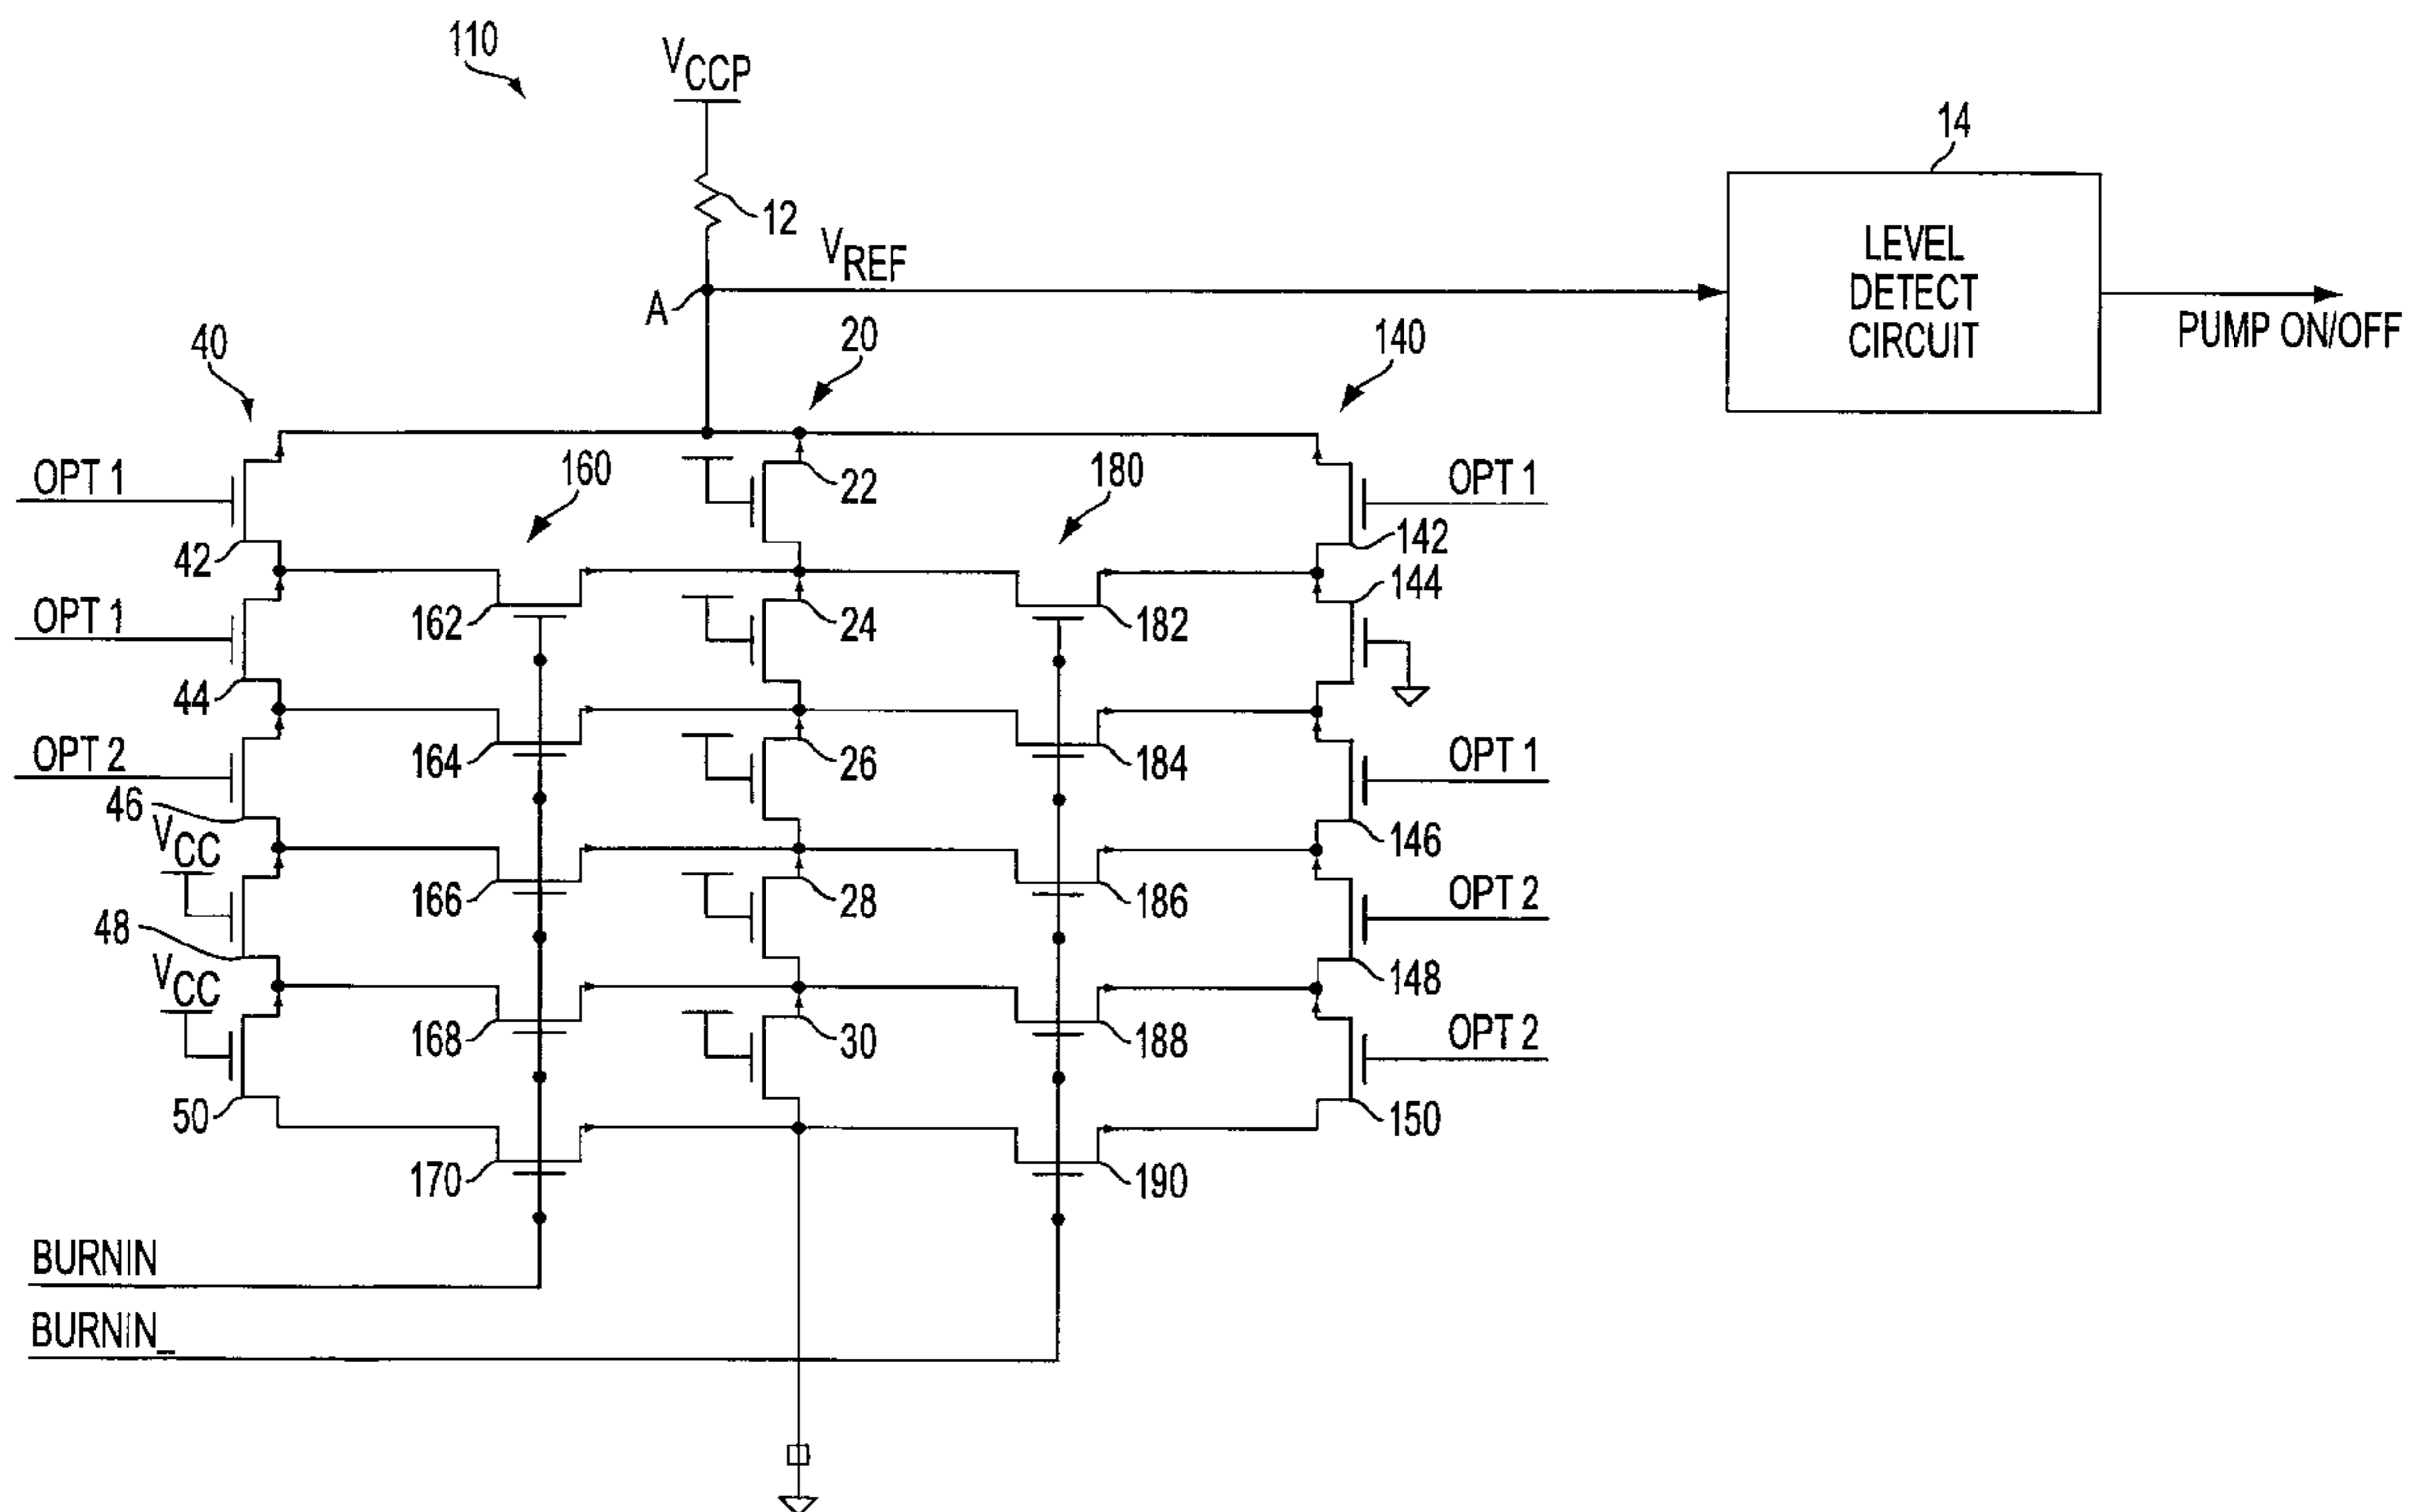 110
VCCP
14
12
VREF
LEVEL
DETECT
CIRCUIT
A
PUMP ON/OFF
40
20
140
OPT 1
160
22
180
OPT 1
42
142
144
OPT 1
162
24
182
44
OPT 2
164
26
184
OPT 1
46
VCC
146
166
28
186
OPT 2
48
VCC
148
168
30
188
OPT 2
50
150
170
190
BURNIN
BURNIN_